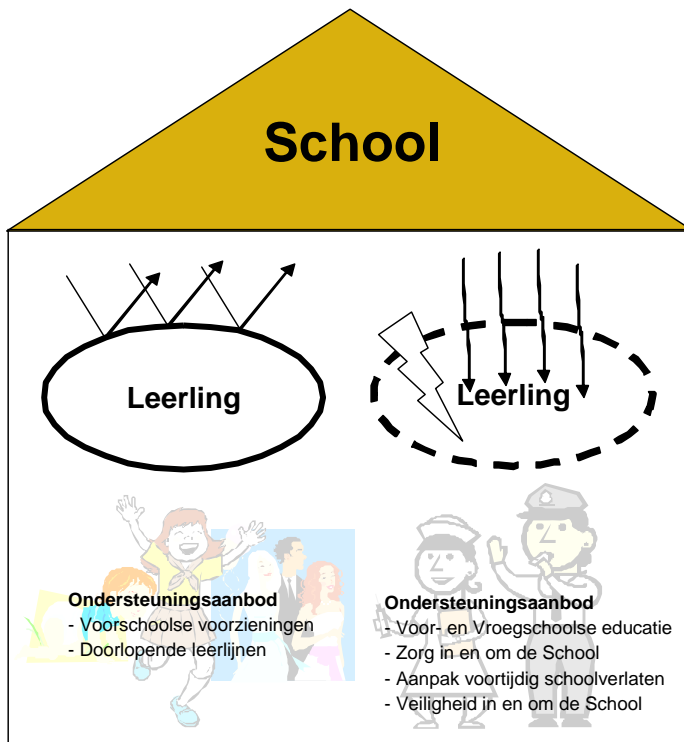 School
Leerling
Leerling
Ondersteuningsaanbod
- Voorschoolse voorzieningen
- Doorlopende leerlijnen
Ondersteuningsaanbod
- Voor- en Vroegschoolse educatie
- Zorg in en om de School
- Aanpak voortijdig schoolverlaten
- Veiligheid in en om de School